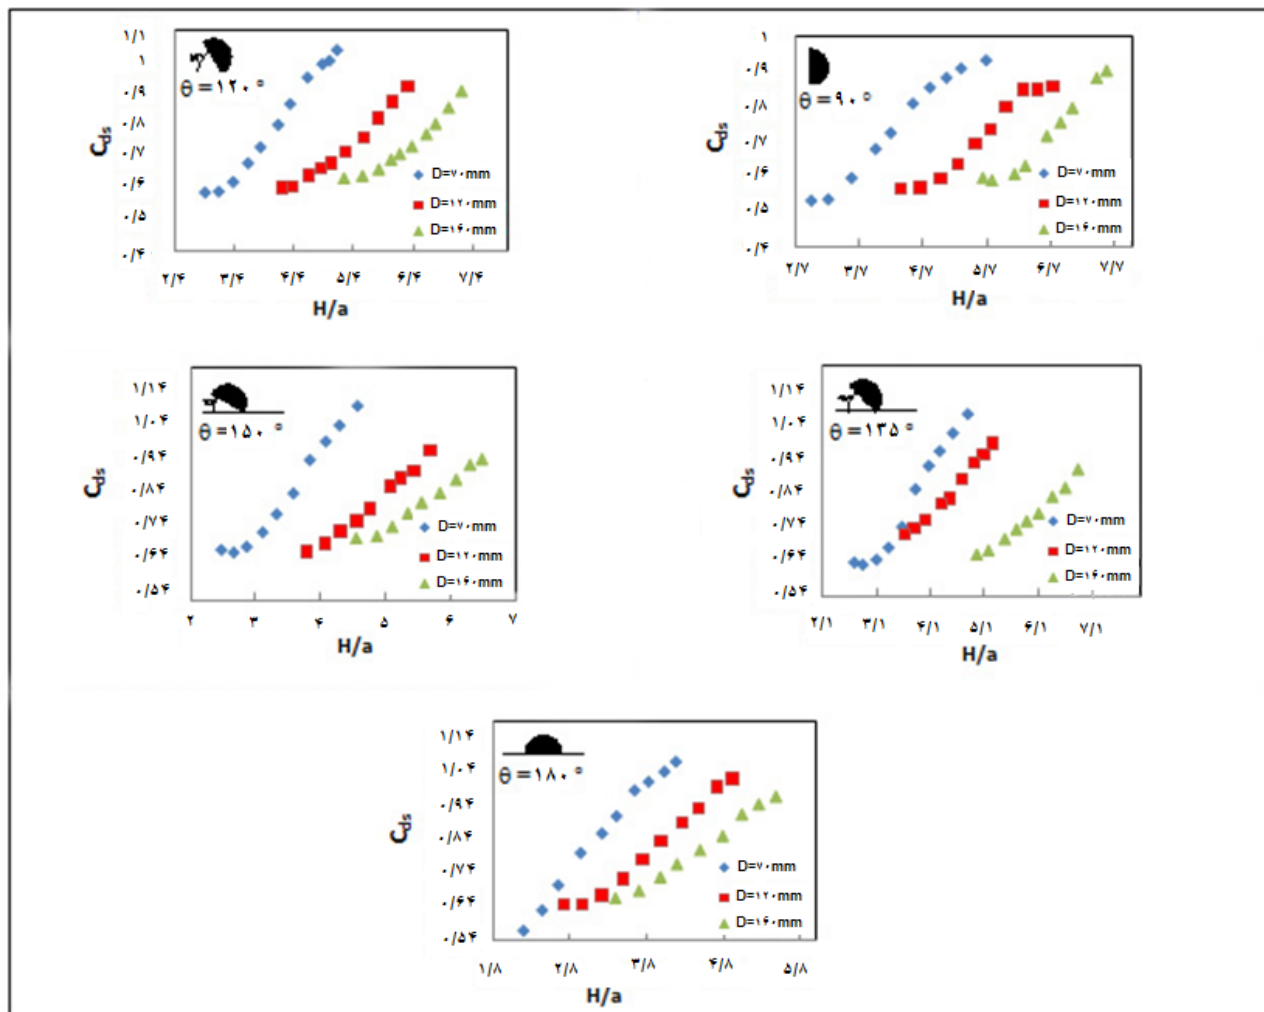 ۱/۱
۱
۰/۹
۰/۸
۰/۷
۰/۶
۰/۵
۰/۴
Cds
θ = ۱۲۰°
D=۷۰mm
D=۱۲۰mm
D=۱۶۰mm
۲/۴ ۳/۴ ۴/۴ ۵/۴ ۶/۴ ۷/۴
H/a
۱
۰/۹
۰/۸
۰/۷
۰/۶
۰/۵
۰/۴
Cds
θ = ۹۰°
D=۷۰mm
D=۱۲۰mm
D=۱۶۰mm
۲/۷ ۳/۷ ۴/۷ ۵/۷ ۶/۷ ۷/۷
H/a
۱/۱۴
۱/۰۴
۰/۹۴
۰/۸۴
۰/۷۴
۰/۶۴
۰/۵۴
Cds
θ = ۱۵۰°
D=۷۰mm
D=۱۲۰mm
D=۱۶۰mm
۲ ۳ ۴ ۵ ۶ ۷
H/a
۱/۱۴
۱/۰۴
۰/۹۴
۰/۸۴
۰/۷۴
۰/۶۴
۰/۵۴
Cds
θ = ۱۳۵°
D=۷۰mm
D=۱۲۰mm
D=۱۶۰mm
۲/۱ ۳/۱ ۴/۱ ۵/۱ ۶/۱ ۷/۱
H/a
۱/۱۴
۱/۰۴
۰/۹۴
۰/۸۴
۰/۷۴
۰/۶۴
۰/۵۴
Cds
θ = ۱۸۰°
D=۷۰mm
D=۱۲۰mm
D=۱۶۰mm
۱/۸ ۲/۸ ۳/۸ ۴/۸ ۵/۸
H/a